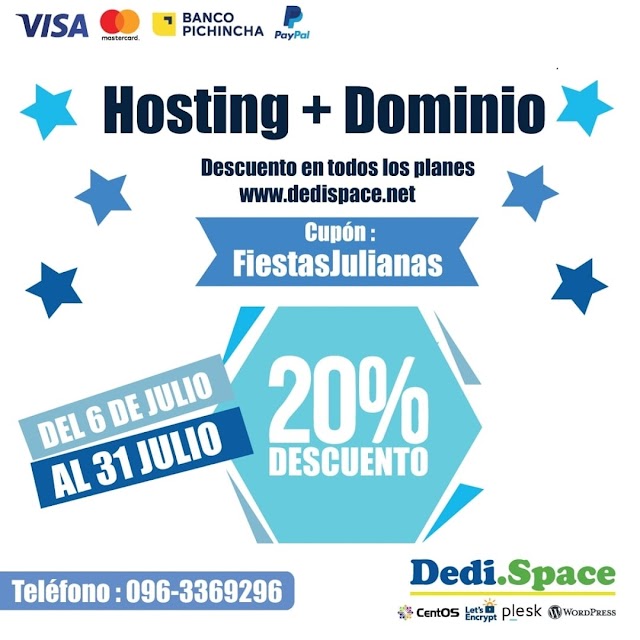 VISA
mastercard.
BANCO
PICHINCHA
PayPal
Hosting + Dominio
Descuento en todos los planes
www.dedispace.net
Cupón :
FiestasJulianas
20%
DESCUENTO
DEL 6 DE JULIO
AL 31 JULIO
Dedi.Space
Teléfono : 096-3369296
CentOS
Let's
Encrypt
plesk
WORDPRESS